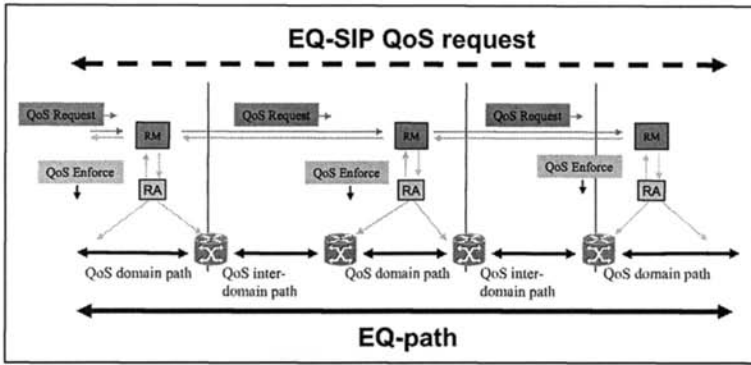 EQ-SIP QoS request
QoS Request
QoS Request
QoS Request
RM
RM
RM
QoS Enforce
QoS Enforce
QoS Enforce
RA
RA
RA
QoS domain path
QoS inter-
domain path
QoS domain path
QoS inter-
domain path
QoS domain path
EQ-path